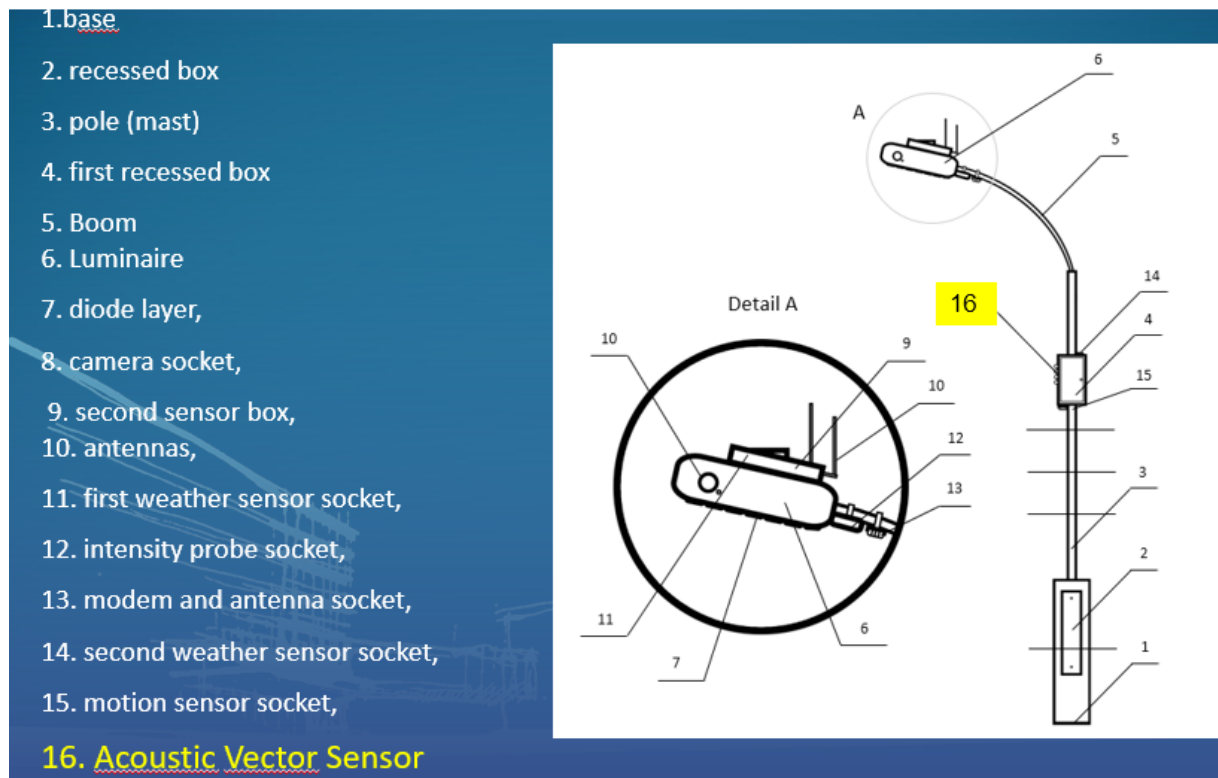 1.base
2. recessed box
3. pole (mast)
4. first recessed box
5. Boom
6. Luminaire
7. diode layer,
8. camera socket,
9. second sensor box,
10. antennas,
11. first weather sensor socket,
12. intensity probe socket,
13. modem and antenna socket,
14. second weather sensor socket,
15. motion sensor socket,
16. Acoustic Vector Sensor
6
A
5
14
16
Detail A
4
10
9
15
10
12
3
13
2
11
6
1
7